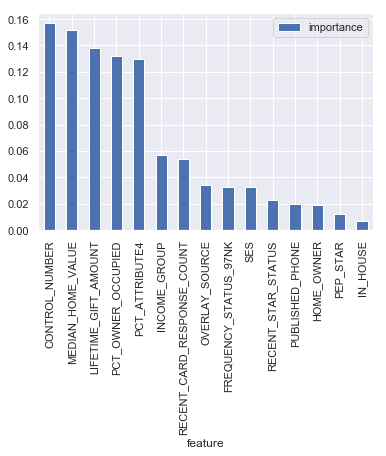 0.16
importance
0.14
0.12
0.10
0.08
0.06
0.04
0.02
0.00
CONTROL_NUMBER
MEDIAN_HOME_VALUE
LIFETIME_GIFT_AMOUNT
PCT_OWNER_OCCUPIED
PCT_ATTRIBUTE4
INCOME_GROUP
RECENT_CARD_RESPONSE_COUNT
OVERLAY_SOURCE
FREQUENCY_STATUS_97NK
SES
RECENT_STAR_STATUS
PUBLISHED_PHONE
HOME_OWNER
PEP_STAR
IN_HOUSE
feature